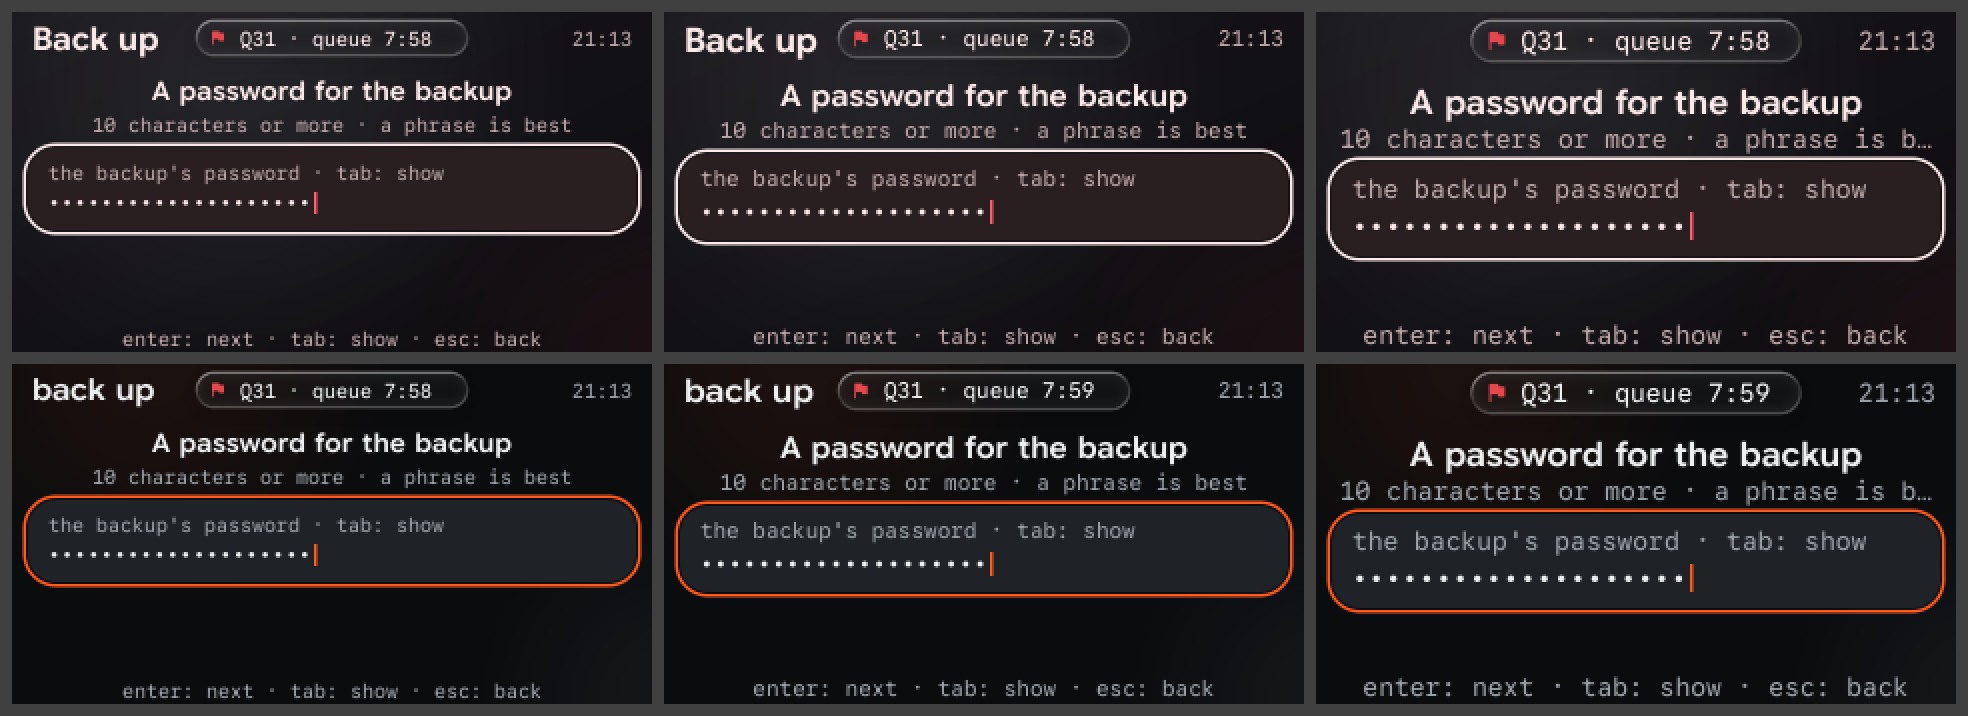 Back up Q31 · queue 7:58 21:13
A password for the backup
10 characters or more · a phrase is best
the backup's password · tab: show
••••••••••••••••••••
enter: next · tab: show · esc: back
Back up Q31 · queue 7:58 21:13
A password for the backup
10 characters or more · a phrase is best
the backup's password · tab: show
••••••••••••••••••••
enter: next · tab: show · esc: back
Q31 · queue 7:58 21:13
A password for the backup
10 characters or more · a phrase is b…
the backup's password · tab: show
••••••••••••••••••••
enter: next · tab: show · esc: back
back up Q31 · queue 7:58 21:13
A password for the backup
10 characters or more · a phrase is best
the backup's password · tab: show
••••••••••••••••••••
enter: next · tab: show · esc: back
back up Q31 · queue 7:59 21:13
A password for the backup
10 characters or more · a phrase is best
the backup's password · tab: show
••••••••••••••••••••
enter: next · tab: show · esc: back
Q31 · queue 7:59 21:13
A password for the backup
10 characters or more · a phrase is b…
the backup's password · tab: show
••••••••••••••••••••
enter: next · tab: show · esc: back